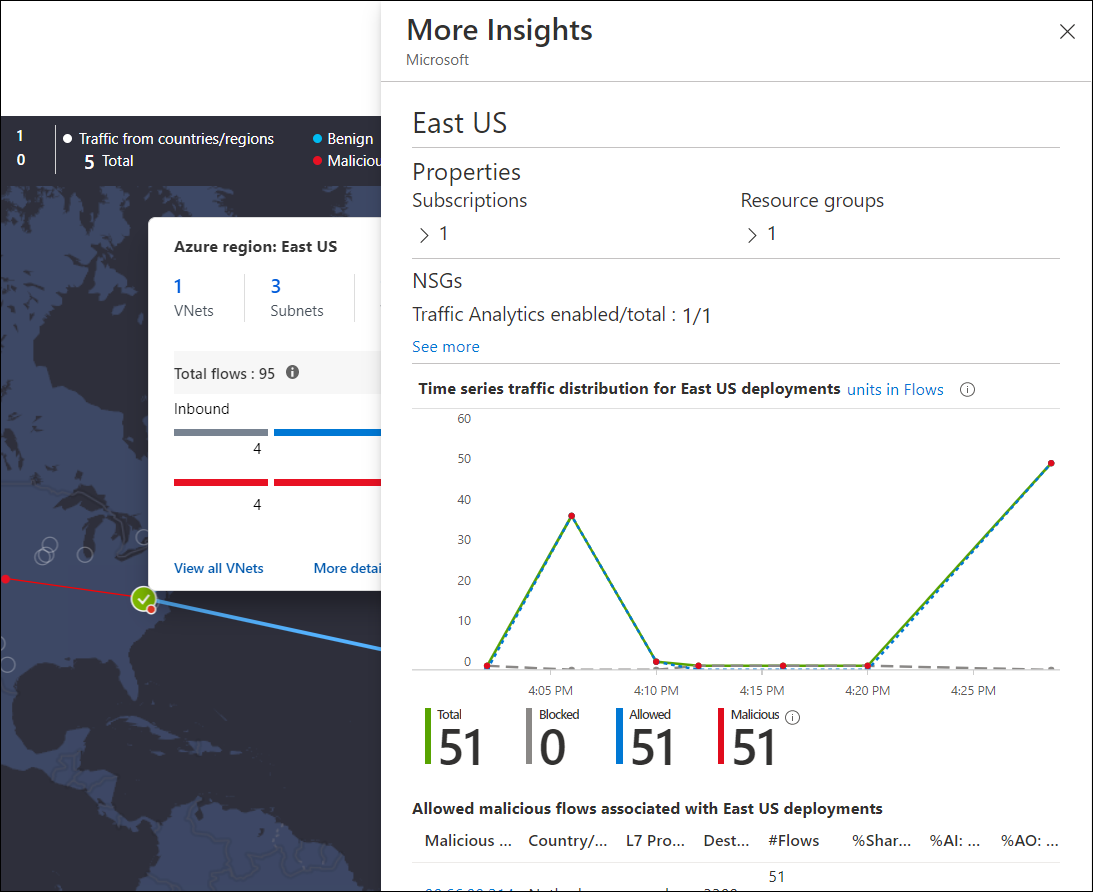 More Insights
Microsoft
1
0
Traffic from countries/regions
5 Total
Benign
Maliciou
Azure region: East US
1
VNets
3
Subnets
Total flows : 95
Inbound
4
4
View all VNets
More detai
East US
Properties
Subscriptions
1
Resource groups
1
NSGs
Traffic Analytics enabled/total : 1/1
See more
Time series traffic distribution for East US deployments units in Flows
60
50
40
30
20
10
0
4:05 PM 4:10 PM 4:15 PM 4:20 PM 4:25 PM
Total
51
Blocked
0
Allowed
51
Malicious
51
Allowed malicious flows associated with East US deployments
Malicious ... Country/... L7 Pro... Dest... #Flows %Shar... %AI: ... %AO: ...
51